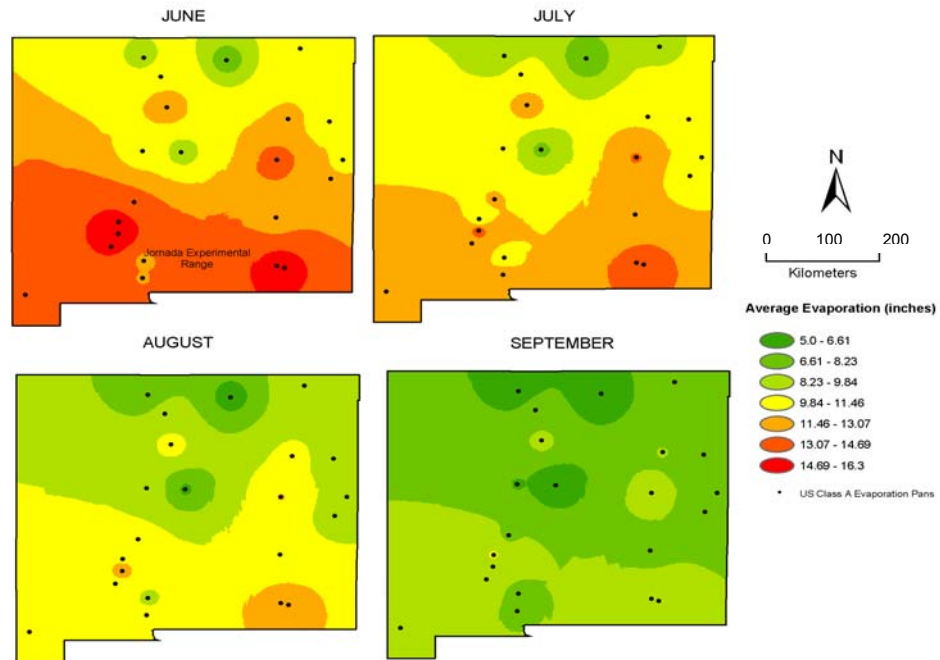 JUNE
JULY
Jornada Experimental
Range
N
0 100 200
Kilometers
AUGUST
SEPTEMBER
Average Evaporation (inches)
5.0 - 6.61
6.61 - 8.23
8.23 - 9.84
9.84 - 11.46
11.46 - 13.07
13.07 - 14.69
14.69 - 16.3
US Class A Evaporation Pans